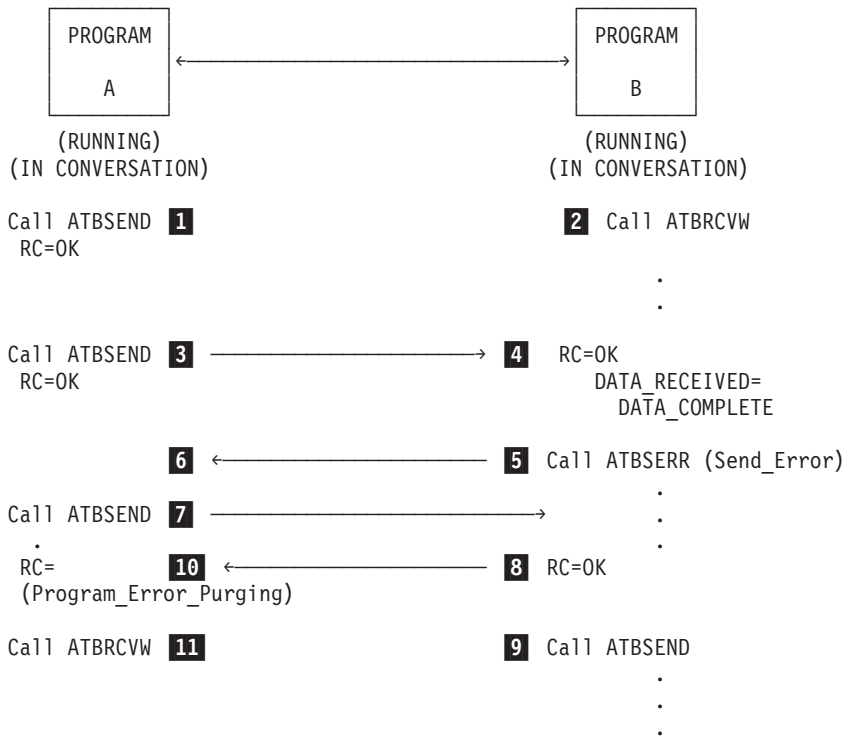 PROGRAM PROGRAM
A B
(RUNNING) (RUNNING)
(IN CONVERSATION) (IN CONVERSATION)
Call ATBSEND 1 2 Call ATBRCVW
RC=OK
.
.
Call ATBSEND 3 4 RC=OK
RC=OK DATA_RECEIVED=
DATA_COMPLETE
6 5 Call ATBSERR (Send_Error)
.
Call ATBSEND 7 .
. .
RC= 10 8 RC=OK
(Program_Error_Purging)
Call ATBRCVW 11 9 Call ATBSEND
.
.
.